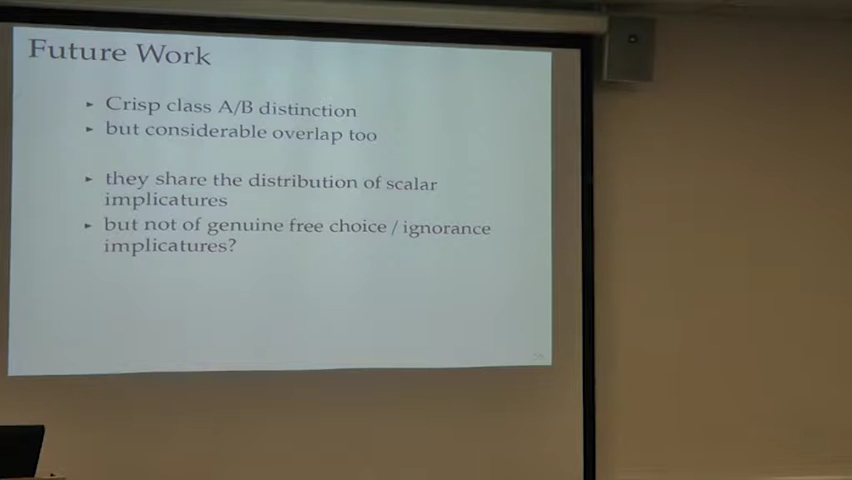 Future Work
▸ Crisp class A/B distinction
▸ but considerable overlap too
▸ they share the distribution of scalar
implicatures
▸ but not of genuine free choice / ignorance
implicatures?